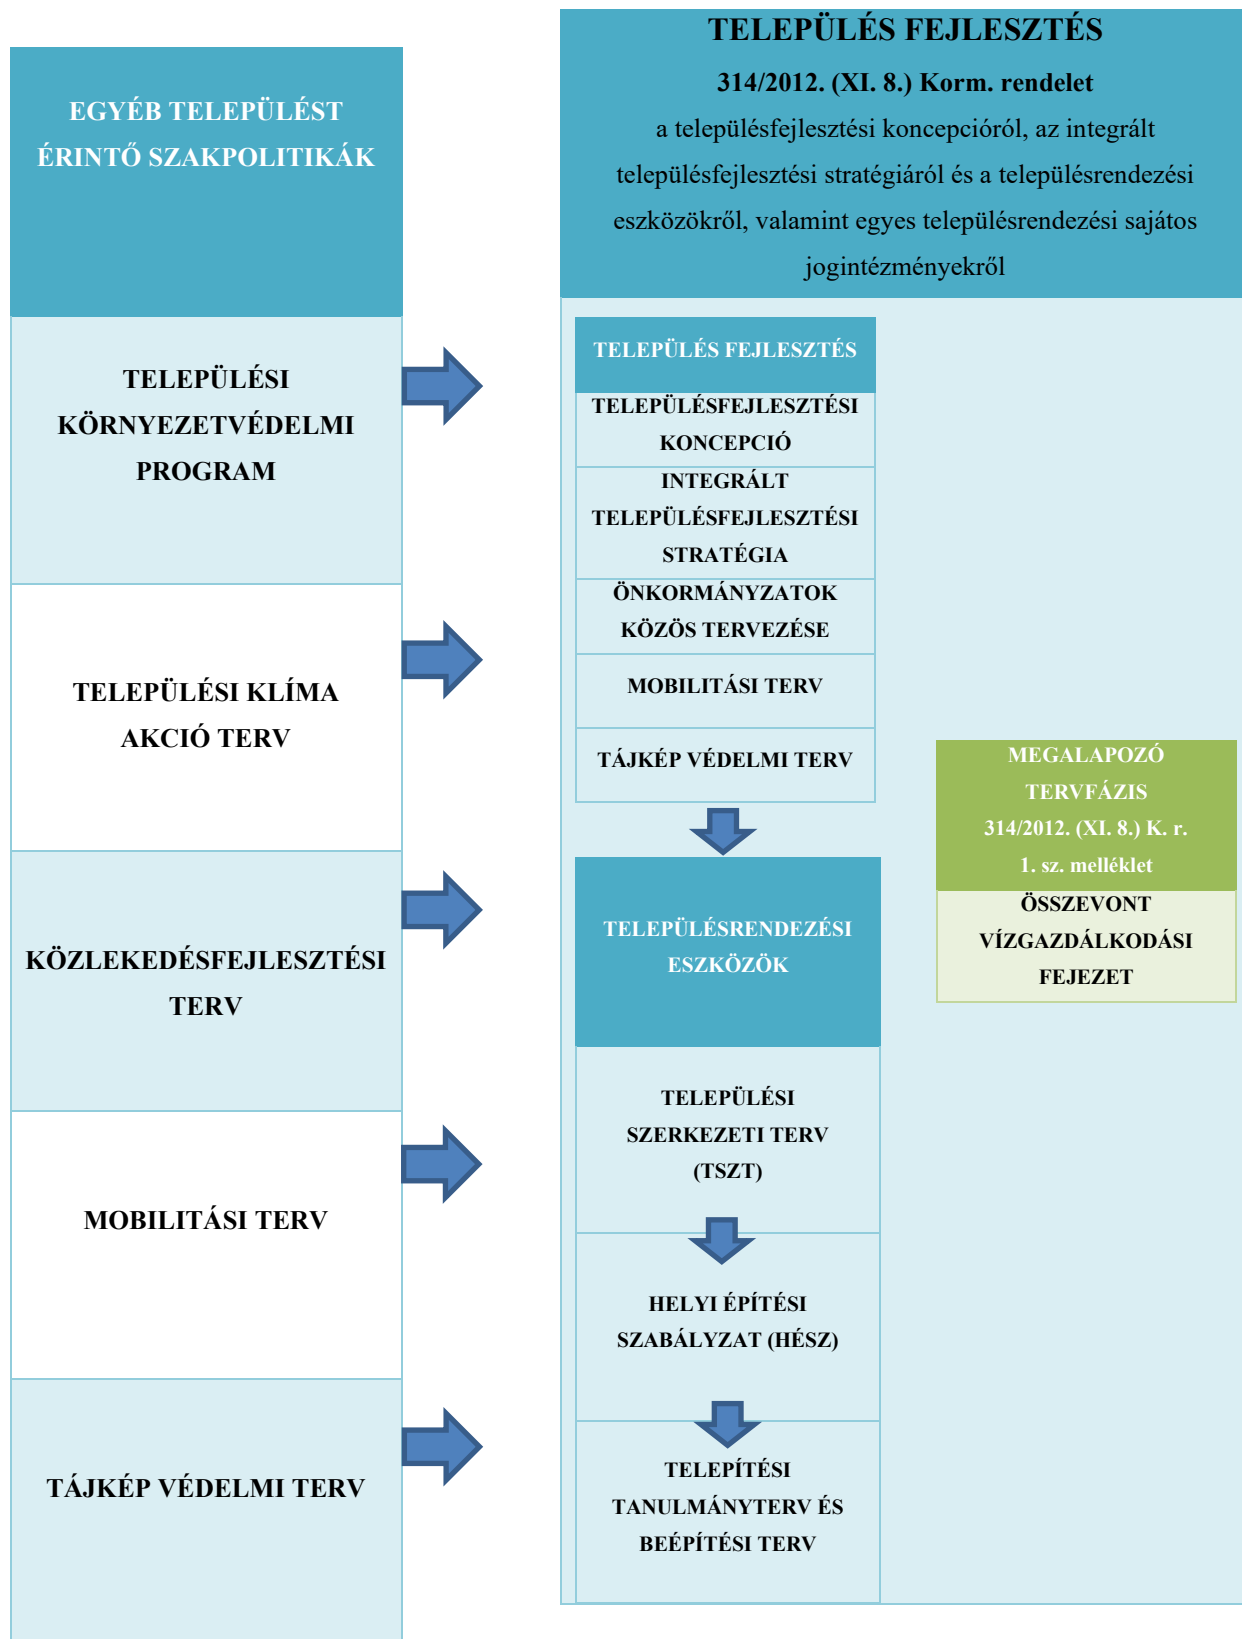 EGYÉB TELEPÜLÉST
ÉRINTŐ SZAKPOLITIKÁK
TELEPÜLÉSI
KÖRNYEZETVÉDELMI
PROGRAM
TELEPÜLÉSI KLÍMA
AKCIÓ TERV
KÖZLEKEDÉSFEJLESZTÉSI
TERV
MOBILITÁSI TERV
TÁJKÉP VÉDELMI TERV
TELEPÜLÉS FEJLESZTÉS
314/2012. (XI. 8.) Korm. rendelet
a településfejlesztési koncepcióról, az integrált
településfejlesztési stratégiáról és a településrendezési
eszközökről, valamint egyes településrendezési sajátos
jogintézményekről
TELEPÜLÉS FEJLESZTÉS
TELEPÜLÉSFEJLESZTÉSI
KONCEPCIÓ
INTEGRÁLT
TELEPÜLÉSFEJLESZTÉSI
STRATÉGIA
ÖNKORMÁNYZATOK
KÖZÖS TERVEZÉSE
MOBILITÁSI TERV
TÁJKÉP VÉDELMI TERV
TELEPÜLÉSRENDEZÉSI
ESZKÖZÖK
TELEPÜLÉSI
SZERKEZETI TERV
(TSZT)
HELYI ÉPÍTÉSI
SZABÁLYZAT (HÉSZ)
TELEPÍTÉSI
TANULMÁNYTERV ÉS
BEÉPÍTÉSI TERV
MEGALAPOZÓ
TERVFÁZIS
314/2012. (XI. 8.) K. r.
1. sz. melléklet
ÖSSZEVONT
VÍZGAZDÁLKODÁSI
FEJEZET